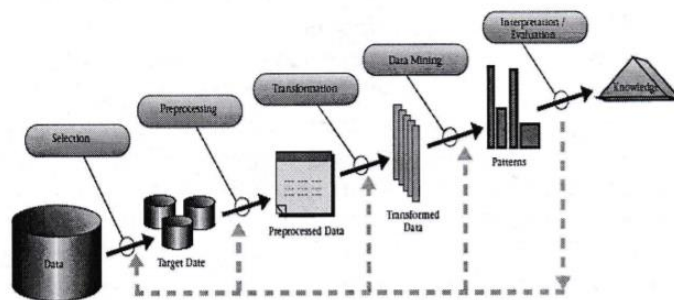 Interpretation /
Evaluation
Data Mining
Transformation
Preprocessing
Selection
Knowledge
Patterns
Transformed
Data
Preprocessed Data
Target Date
Data